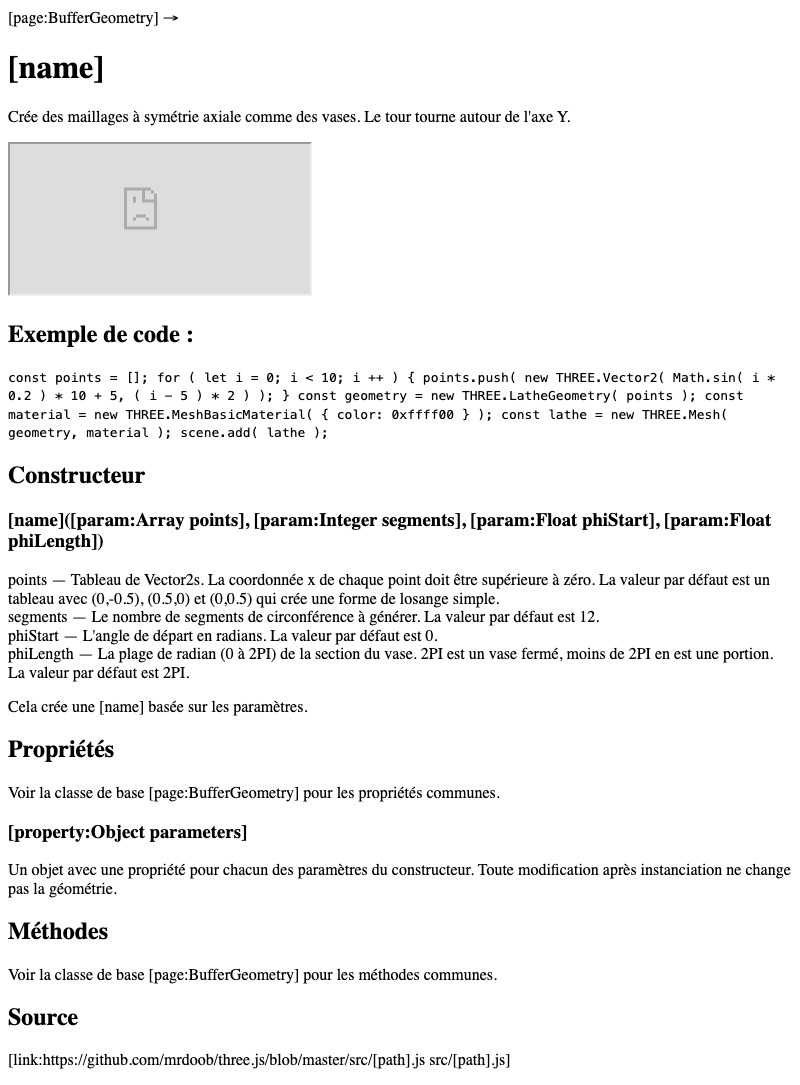 [page:BufferGeometry] →
[name]
Crée des maillages à symétrie axiale comme des vases. Le tour tourne autour de l'axe Y.
Exemple de code :
const points = []; for ( let i = 0; i < 10; i ++ ) { points.push( new THREE.Vector2( Math.sin( i *
0.2 ) * 10 + 5, ( i - 5 ) * 2 ) ); } const geometry = new THREE.LatheGeometry( points ); const
material = new THREE.MeshBasicMaterial( { color: 0xffff00 } ); const lathe = new THREE.Mesh(
geometry, material ); scene.add( lathe );
Constructeur
[name]([param:Array points], [param:Integer segments], [param:Float phiStart], [param:Float
phiLength])
points — Tableau de Vector2s. La coordonnée x de chaque point doit être supérieure à zéro. La valeur par défaut est un
tableau avec (0,-0.5), (0.5,0) et (0,0.5) qui crée une forme de losange simple.
segments — Le nombre de segments de circonférence à générer. La valeur par défaut est 12.
phiStart — L'angle de départ en radians. La valeur par défaut est 0.
phiLength — La plage de radian (0 à 2PI) de la section du vase. 2PI est un vase fermé, moins de 2PI en est une portion.
La valeur par défaut est 2PI.
Cela crée une [name] basée sur les paramètres.
Propriétés
Voir la classe de base [page:BufferGeometry] pour les propriétés communes.
[property:Object parameters]
Un objet avec une propriété pour chacun des paramètres du constructeur. Toute modification après instanciation ne change
pas la géométrie.
Méthodes
Voir la classe de base [page:BufferGeometry] pour les méthodes communes.
Source
[link:https://github.com/mrdoob/three.js/blob/master/src/[path].js src/[path].js]